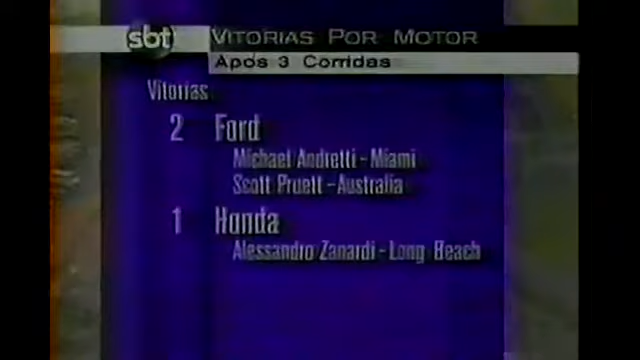 sbt
VITORIAS POR MOTOR
Apos 3 Corridas
Vitorias
2 Ford
Michael Andretti - Miami
Scott Pruett - Australia
1 Honda
Alessandro Zanardi - Long Beach